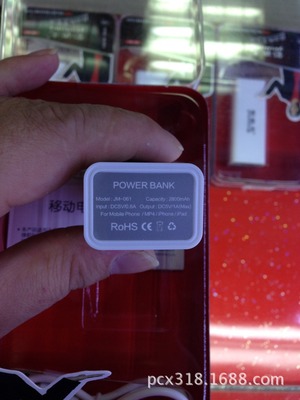 POWER BANK
Model : JM-061 Capacity : 2600mAh
Input : DC5V/0.8A Output : DC5V/1A(Max)
For Mobile Phone / MP4 / iPhone / iPad
RoHS CE
移动电
pcx318.1688.com